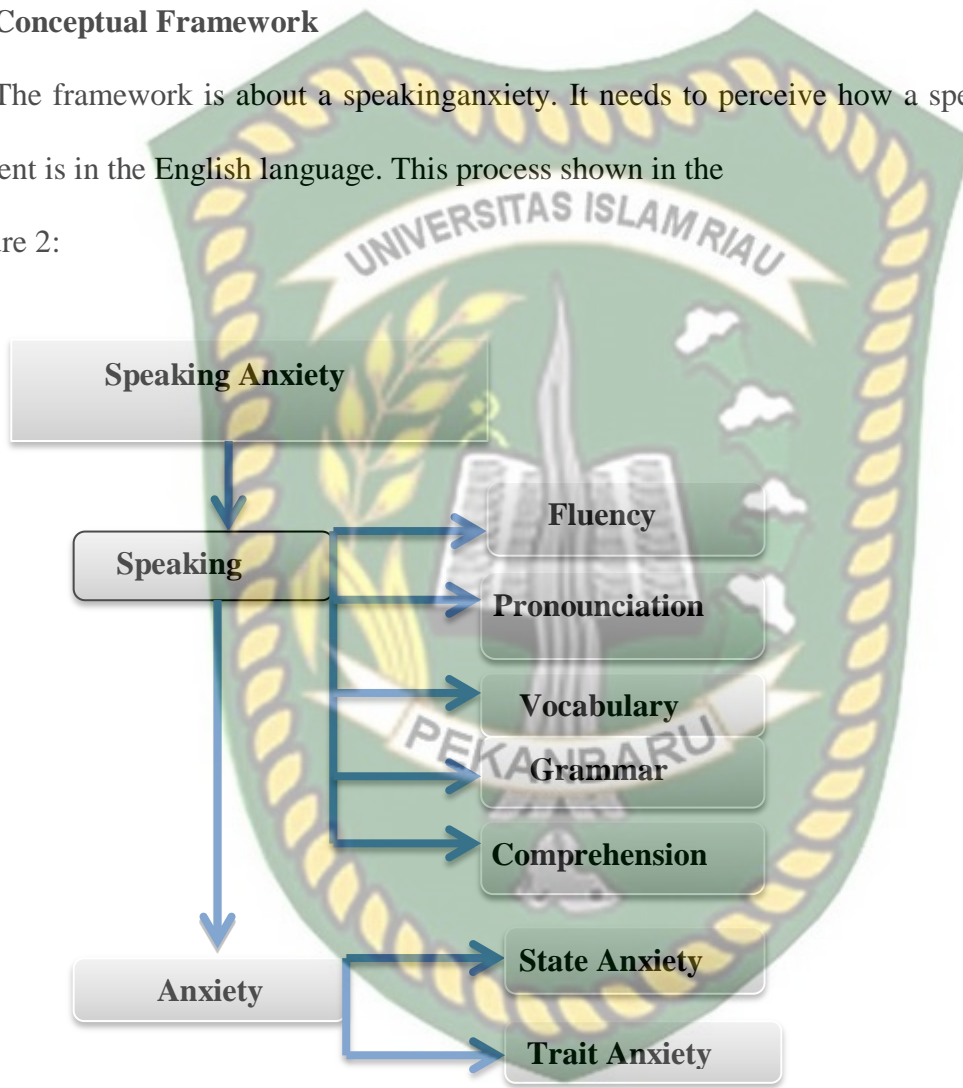 Conceptual Framework
The framework is about a speakinganxiety. It needs to perceive how a spe
ent is in the English language. This process shown in the
re 2:
UNIVERSITAS ISLAM RIAU
Speaking Anxiety
Fluency
Speaking
Pronounciation
Vocabulary
PEKANBARU
Grammar
Comprehension
State Anxiety
Anxiety
Trait Anxiety